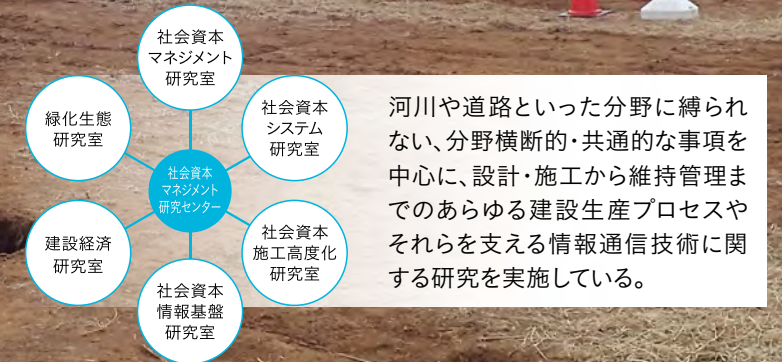 社会資本
マネジメント
研究室
緑化生態
研究室
社会資本
システム
研究室
社会資本
マネジメント
研究センター
建設経済
研究室
社会資本
施工高度化
研究室
社会資本
情報基盤
研究室
河川や道路といった分野に縛られ
ない、分野横断的・共通的な事項を
中心に、設計・施工から維持管理ま
でのあらゆる建設生産プロセスや
それらを支える情報通信技術に関
する研究を実施している。